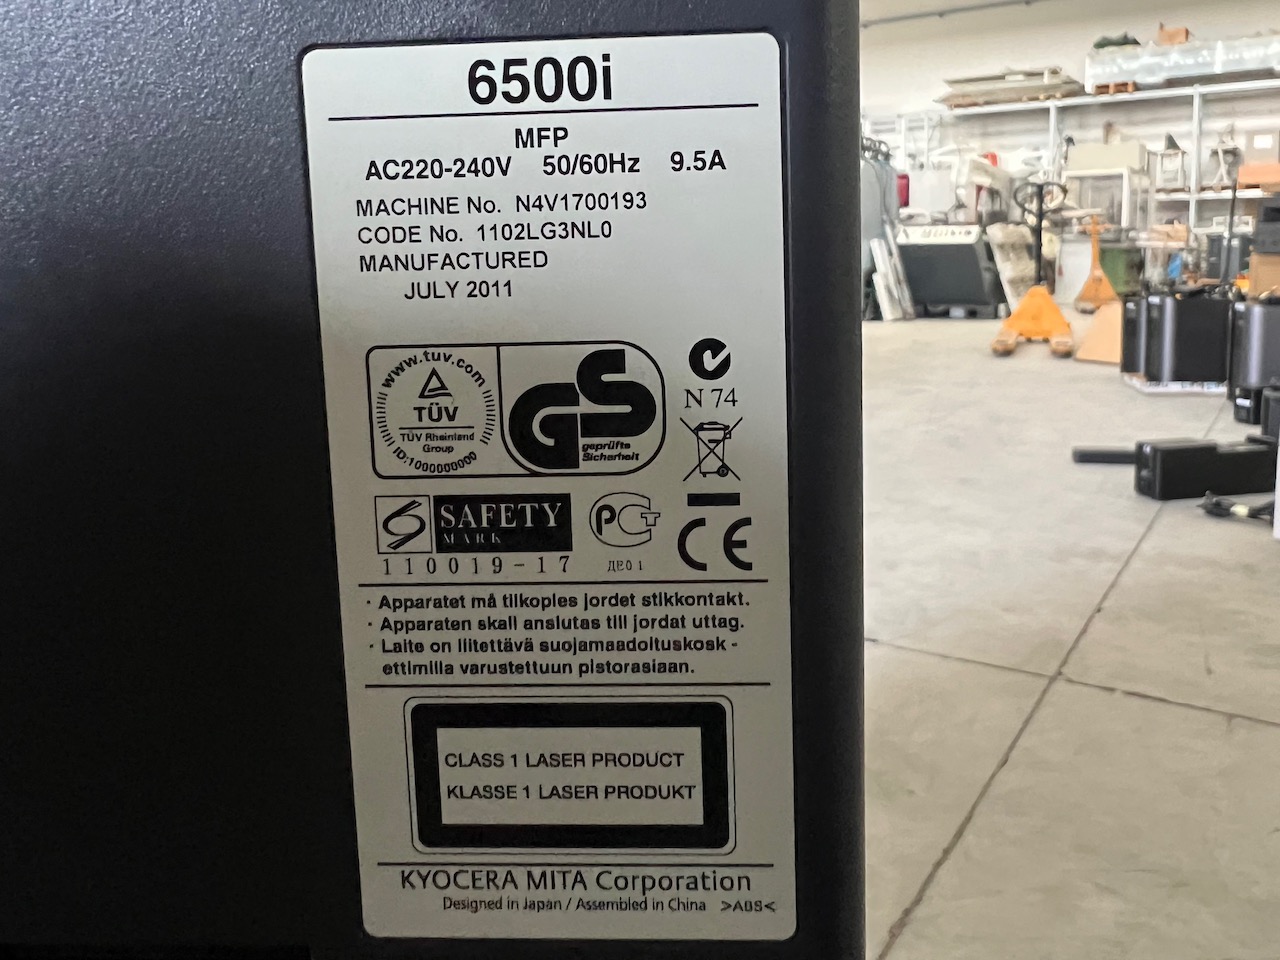 6500i
MFP
AC220-240V 50/60Hz 9.5A
MACHINE No. N4V1700193
CODE No. 1102LG3NL0
MANUFACTURED
JULY 2011
www.tuv.com
TÜV
TÜV Rheinland
Group
ID:1000000000
GS
geprüfte
Sicherheit
N 74
SAFETY
MARK
110019-17
РСТ
ДЕ01
CE
· Apparatet må tilkoples jordet stikkontakt.
· Apparaten skall anslutas till jordat uttag.
· Laite on liitettävä suojamaadoituskosk -
ettimilla varustettuun pistorasiaan.
CLASS 1 LASER PRODUCT
KLASSE 1 LASER PRODUKT
KYOCERA MITA Corporation
Designed in Japan / Assembled in China >ABS<